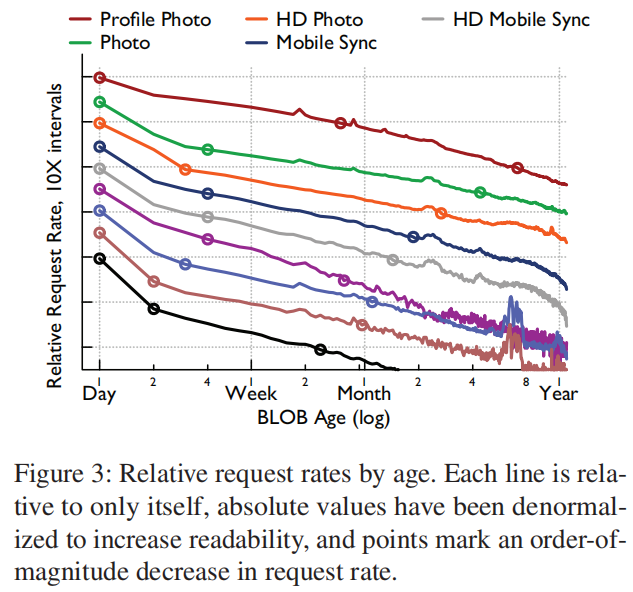 Profile Photo HD Photo HD Mobile Sync
Photo Mobile Sync
Relative Request Rate, 10X intervals
Day 2 4 Week 2 Month 2 4 8 Year
BLOB Age (log)
Figure 3: Relative request rates by age. Each line is rela-
tive to only itself, absolute values have been denormal-
ized to increase readability, and points mark an order-of-
magnitude decrease in request rate.